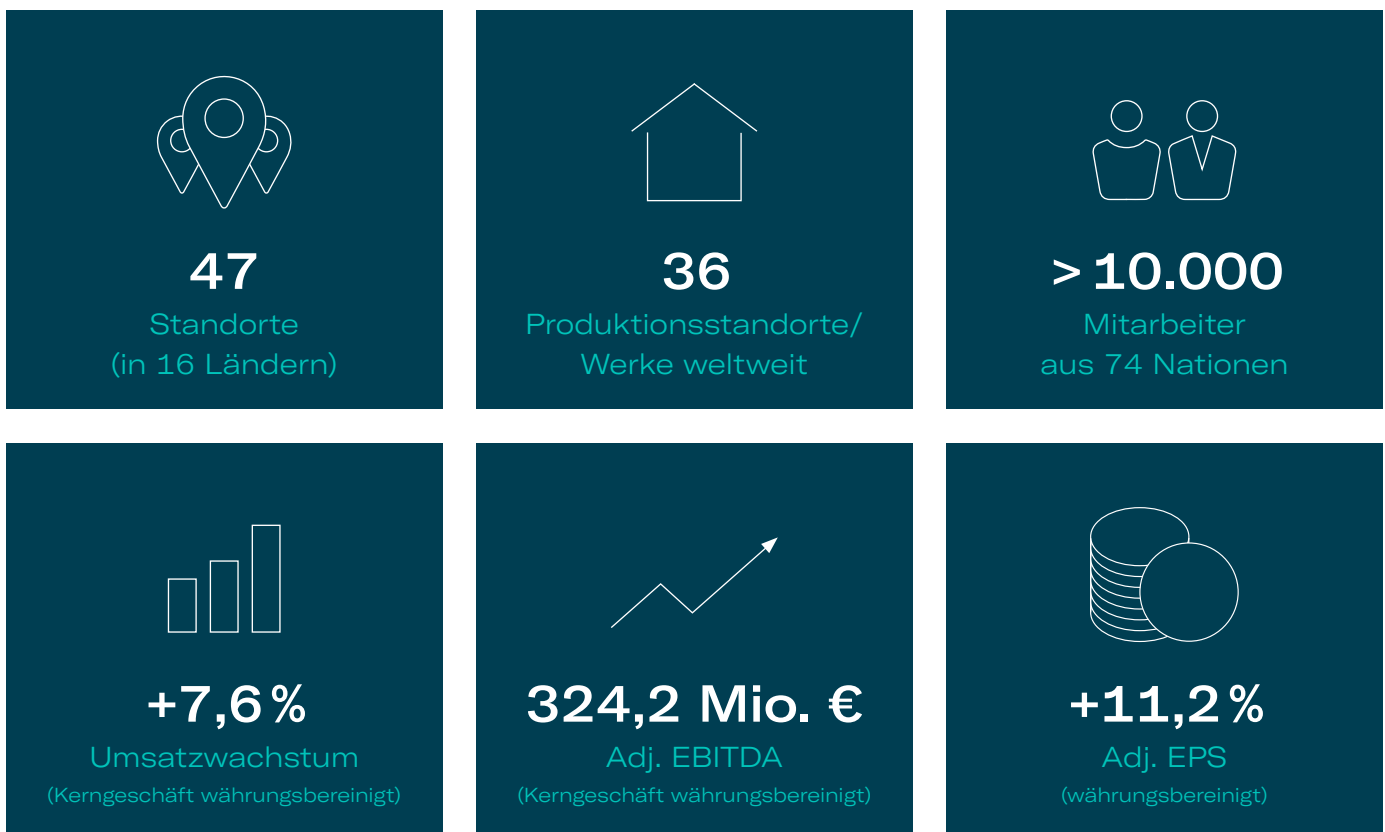 47
Standorte
(in 16 Ländern)
36
Produktionsstandorte/
Werke weltweit
> 10.000
Mitarbeiter
aus 74 Nationen
+7,6 %
Umsatzwachstum
(Kerngeschäft währungsbereinigt)
324,2 Mio. €
Adj. EBITDA
(Kerngeschäft währungsbereinigt)
+11,2 %
Adj. EPS
(währungsbereinigt)